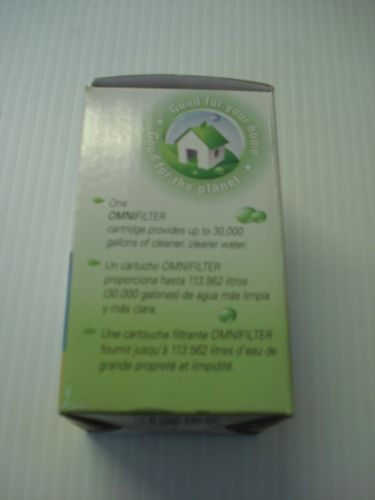 Good for your home
Good for the planet
One
OMNIFILTER
cartridge provides up to 30,000
gallons of cleaner, clearer water.
Un cartucho OMNIFILTER
proporciona hasta 113.562 litros
(30.000 galones) de agua más limpia
y más clara.
Une cartouche filtrante OMNIFILTER
fournit jusqu'à 113 562 litres d'eau de
grande propreté et limpidité.